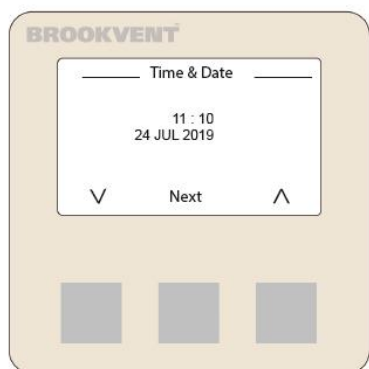 BROOKVENT
Time & Date
11 : 10
24 JUL 2019
V Next Λ